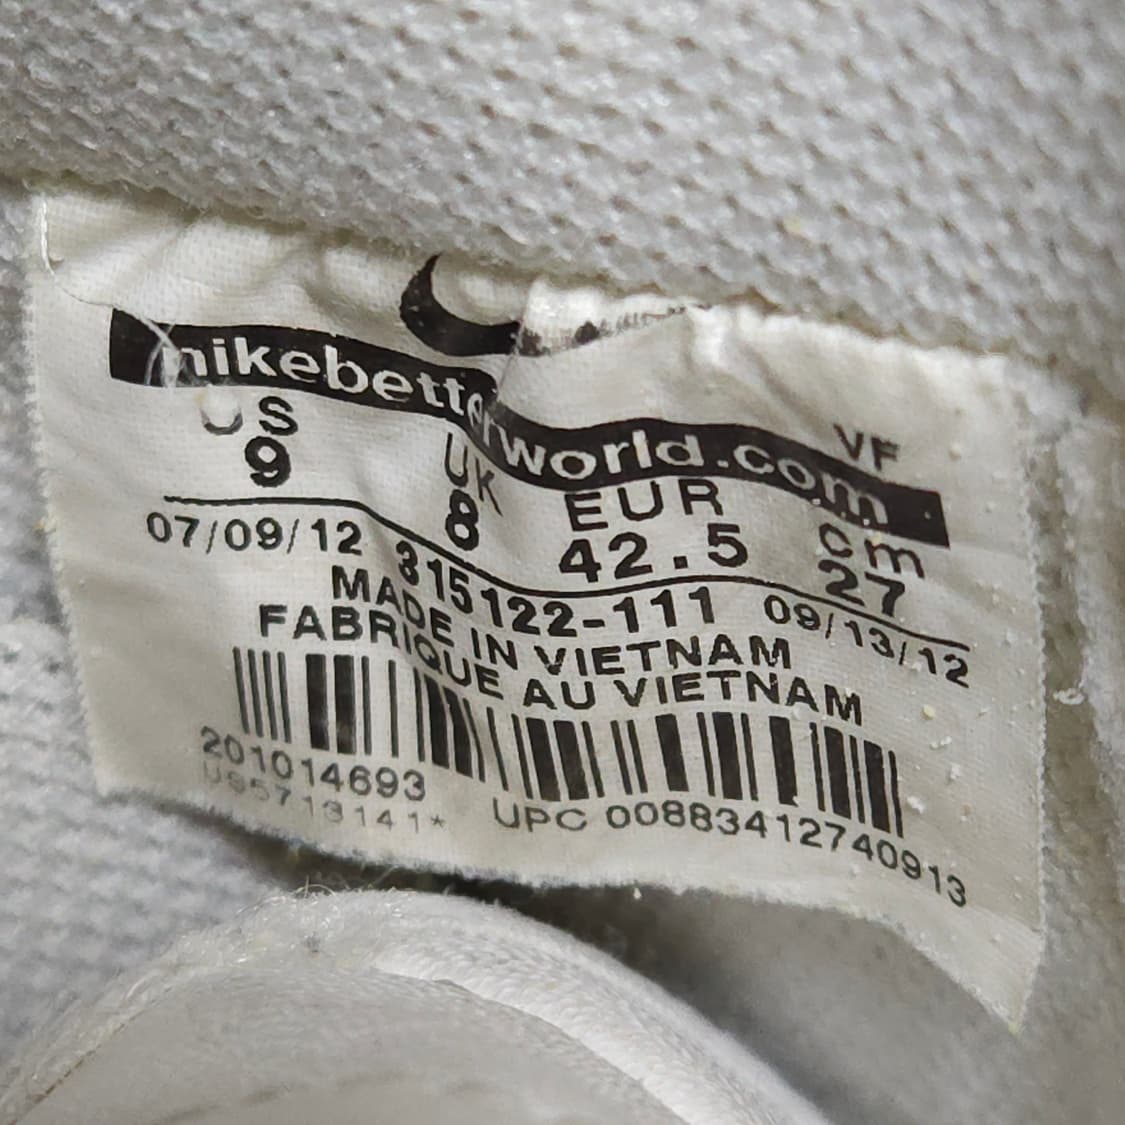 nikebetterworld.com
VF
US UK EUR cm
9 8 42.5 27
07/09/12 315122-111 09/13/12
MADE IN VIETNAM
FABRIQUE AU VIETNAM
201014693 UPC 00883412740913
US5713141*